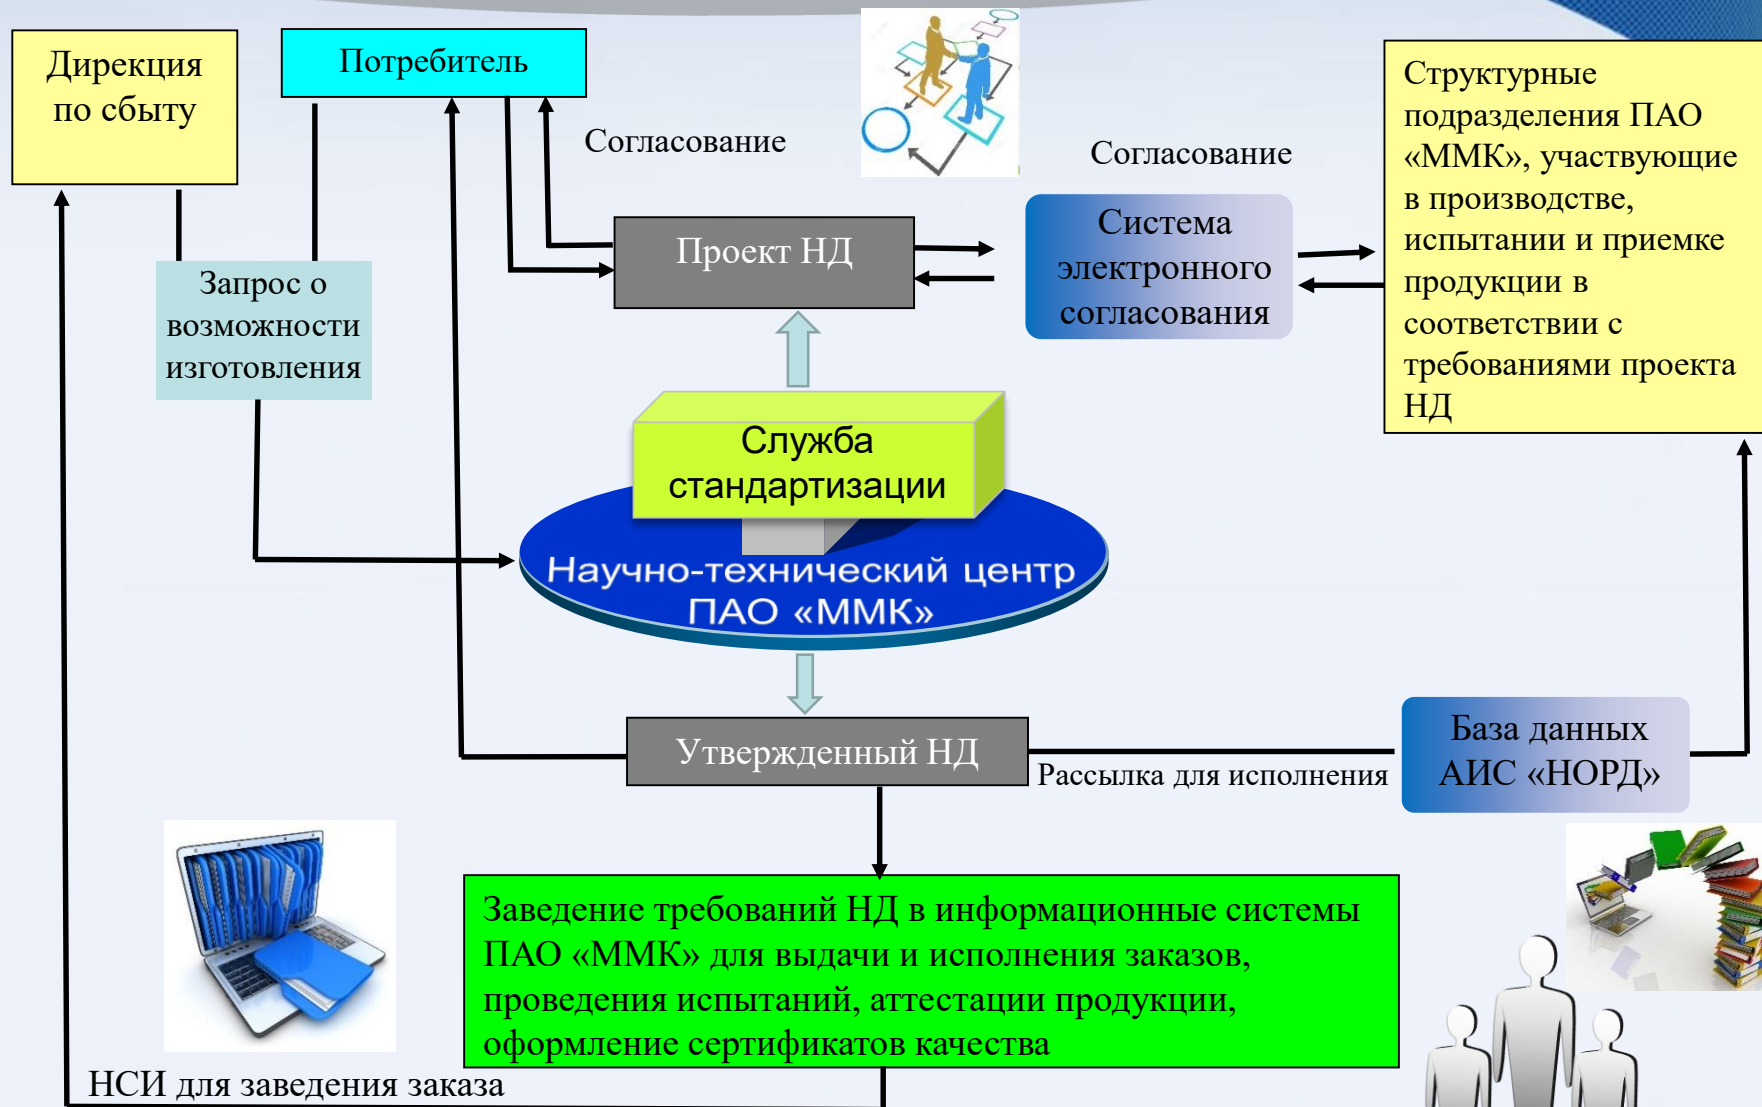 Дирекция
по сбыту
Потребитель
Согласование
Согласование
Структурные
подразделения ПАО
«ММК», участвующие
в производстве,
испытании и приемке
продукции в
соответствии с
требованиями проекта
НД
Проект НД
Система
электронного
согласования
Запрос о
возможности
изготовления
Служба
стандартизации
Научно-технический центр
ПАО «ММК»
Утвержденный НД
Рассылка для исполнения
База данных
АИС «НОРД»
Заведение требований НД в информационные системы
ПАО «ММК» для выдачи и исполнения заказов,
проведения испытаний, аттестации продукции,
оформление сертификатов качества
НСИ для заведения заказа